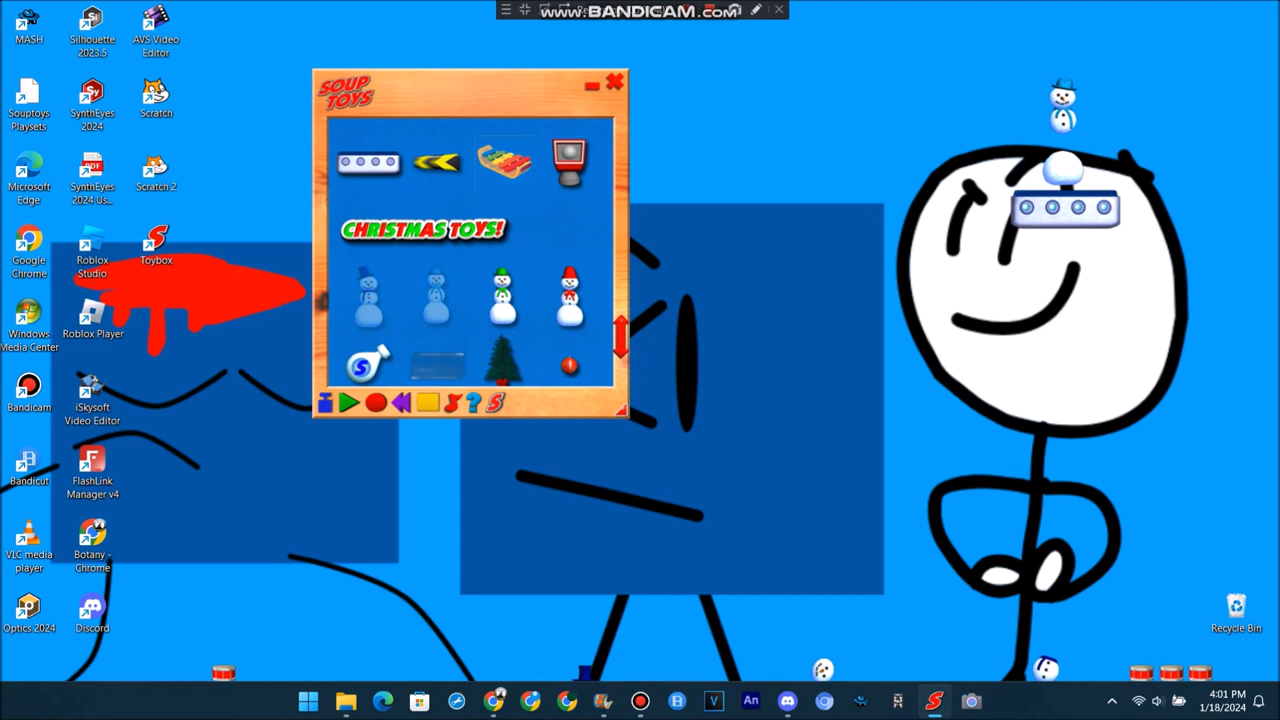 www.BANDICAM.com
MASH
Silhouette
2023.5
AVS Video
Editor
Souptoys
Playsets
SynthEyes
2024
Scratch
Microsoft
Edge
SynthEyes
2024 Us...
Scratch 2
Google
Chrome
Roblox
Studio
Toybox
Windows
Media Center
Roblox Player
Bandicam
iSkysoft
Video Editor
Bandicut
FlashLink
Manager v4
VLC media
player
Botany -
Chrome
Optics 2024
Discord
SOUP
TOYS
CHRISTMAS TOYS!
Recycle Bin
4:01 PM
1/18/2024